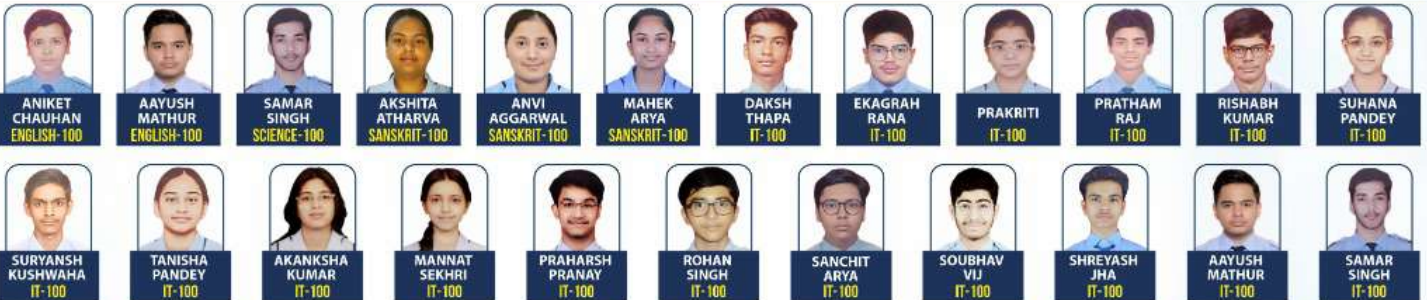 ANIKET
CHAUHAN
ENGLISH-100
AAYUSH
MATHUR
ENGLISH-100
SAMAR
SINGH
SCIENCE-100
AKSHITA
ATHARVA
SANSKRIT-100
ANVI
AGGARWAL
SANSKRIT-100
MAHEK
ARYA
SANSKRIT-100
DAKSH
THAPA
IT-100
EKAGRAH
RANA
IT-100
PRAKRITI
IT-100
PRATHAM
RAJ
IT-100
RISHABH
KUMAR
IT-100
SUHANA
PANDEY
IT-100
SURYANSH
KUSHWAHA
IT-100
TANISHA
PANDEY
IT-100
AKANKSHA
KUMAR
IT-100
MANNAT
SEKHRI
IT-100
PRAHARSH
PRANAY
IT-100
ROHAN
SINGH
IT-100
SANCHIT
ARYA
IT-100
SOUBHAV
VIJ
IT-100
SHREYASH
JHA
IT-100
AAYUSH
MATHUR
IT-100
SAMAR
SINGH
IT-100